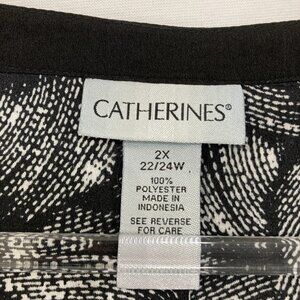 CATHERINES®
2X
22/24W
100%
POLYESTER
MADE IN
INDONESIA
SEE REVERSE
FOR CARE